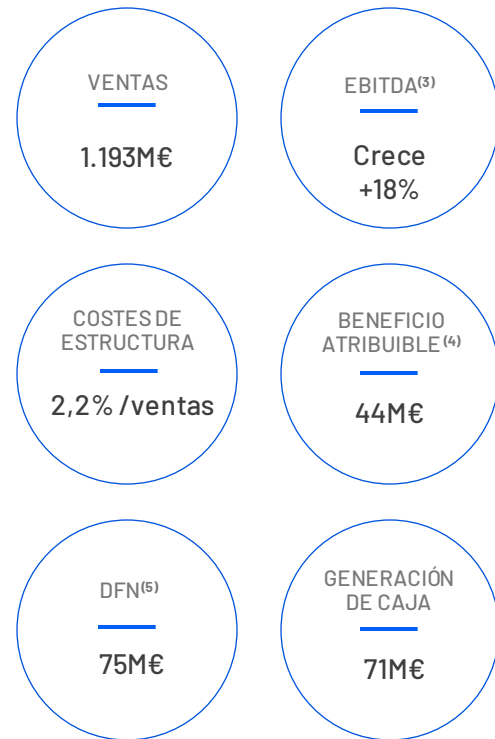 VENTAS
1.193M€
EBITDA(3)
Crece
+18%
COSTES DE
ESTRUCTURA
2,2% /ventas
BENEFICIO
ATRIBUIBLE (4)
44M€
DFN(5)
75M€
GENERACIÓN
DE CAJA
71M€